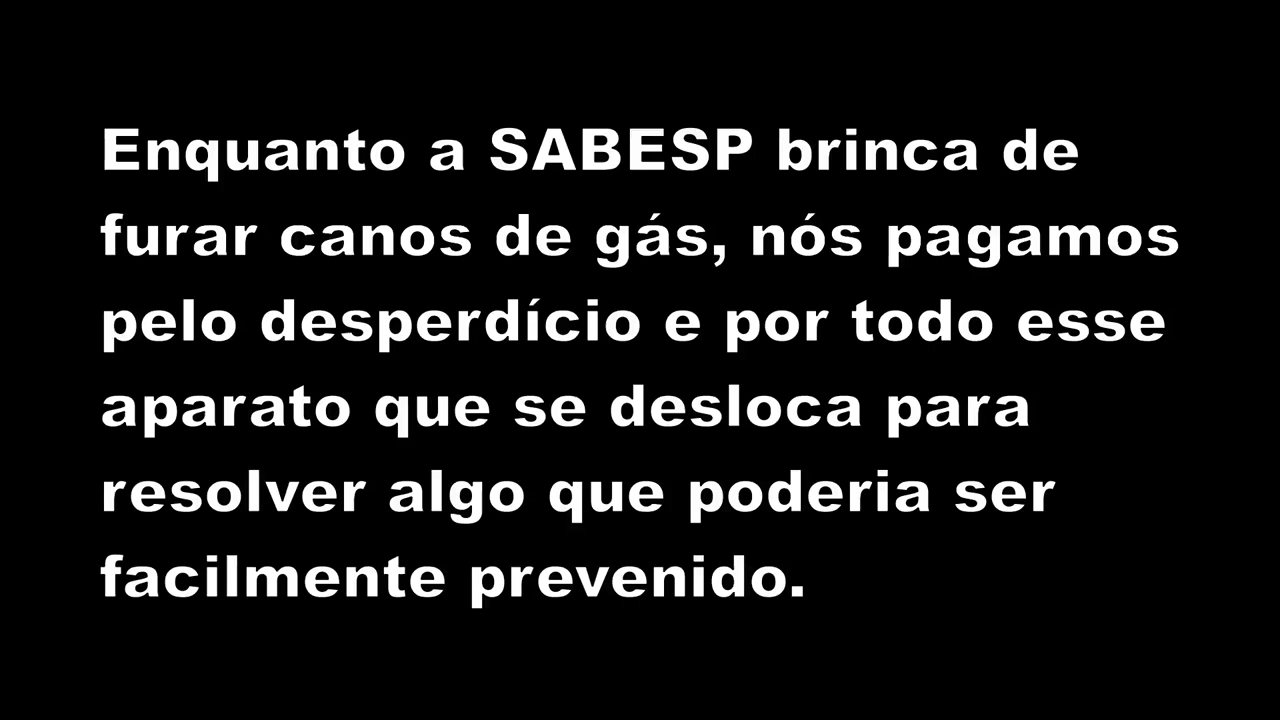 Enquanto a SABESP brinca de
furar canos de gás, nós pagamos
pelo desperdício e por todo esse
aparato que se desloca para
resolver algo que poderia ser
facilmente prevenido.